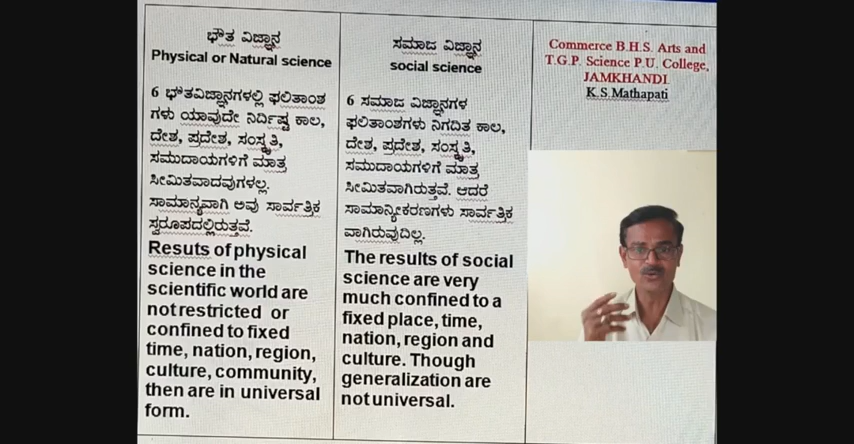 ಭೌತ ವಿಜ್ಞಾನ
Physical or Natural science
6 ಭೌತವಿಜ್ಞಾನಗಳಲ್ಲಿ ಫಲಿತಾಂಶ
ಗಳು ಯಾವುದೇ ನಿರ್ದಿಷ್ಟ ಕಾಲ,
ದೇಶ, ಪ್ರದೇಶ, ಸಂಸ್ಕೃತಿ,
ಸಮುದಾಯಗಳಿಗೆ ಮಾತ್ರ
ಸೀಮಿತವಾದವುಗಳಲ್ಲ.
ಸಾಮಾನ್ಯವಾಗಿ ಅವು ಸಾರ್ವತ್ರಿಕ
ಸ್ವರೂಪದಲ್ಲಿರುತ್ತವೆ.
Resuts of physical
science in the
scientific world are
not restricted or
confined to fixed
time, nation, region,
culture, community,
then are in universal
form.
ಸಮಾಜ ವಿಜ್ಞಾನ
social science
6 ಸಮಾಜ ವಿಜ್ಞಾನಗಳ
ಫಲಿತಾಂಶಗಳು ನಿಗದಿತ ಕಾಲ,
ದೇಶ, ಪ್ರದೇಶ, ಸಂಸ್ಕೃತಿ,
ಸಮುದಾಯಗಳಿಗೆ ಮಾತ್ರ
ಸೀಮಿತವಾಗಿರುತ್ತವೆ. ಆದರೆ
ಸಾಮಾನ್ಯೀಕರಣಗಳು ಸಾರ್ವತ್ರಿಕ
ವಾಗಿರುವುದಿಲ್ಲ.
The results of social
science are very
much confined to a
fixed place, time,
nation, region and
culture. Though
generalization are
not universal.
Commerce B.H.S. Arts and
T.G.P. Science P.U. College,
JAMKHANDI
K.S.Mathapati